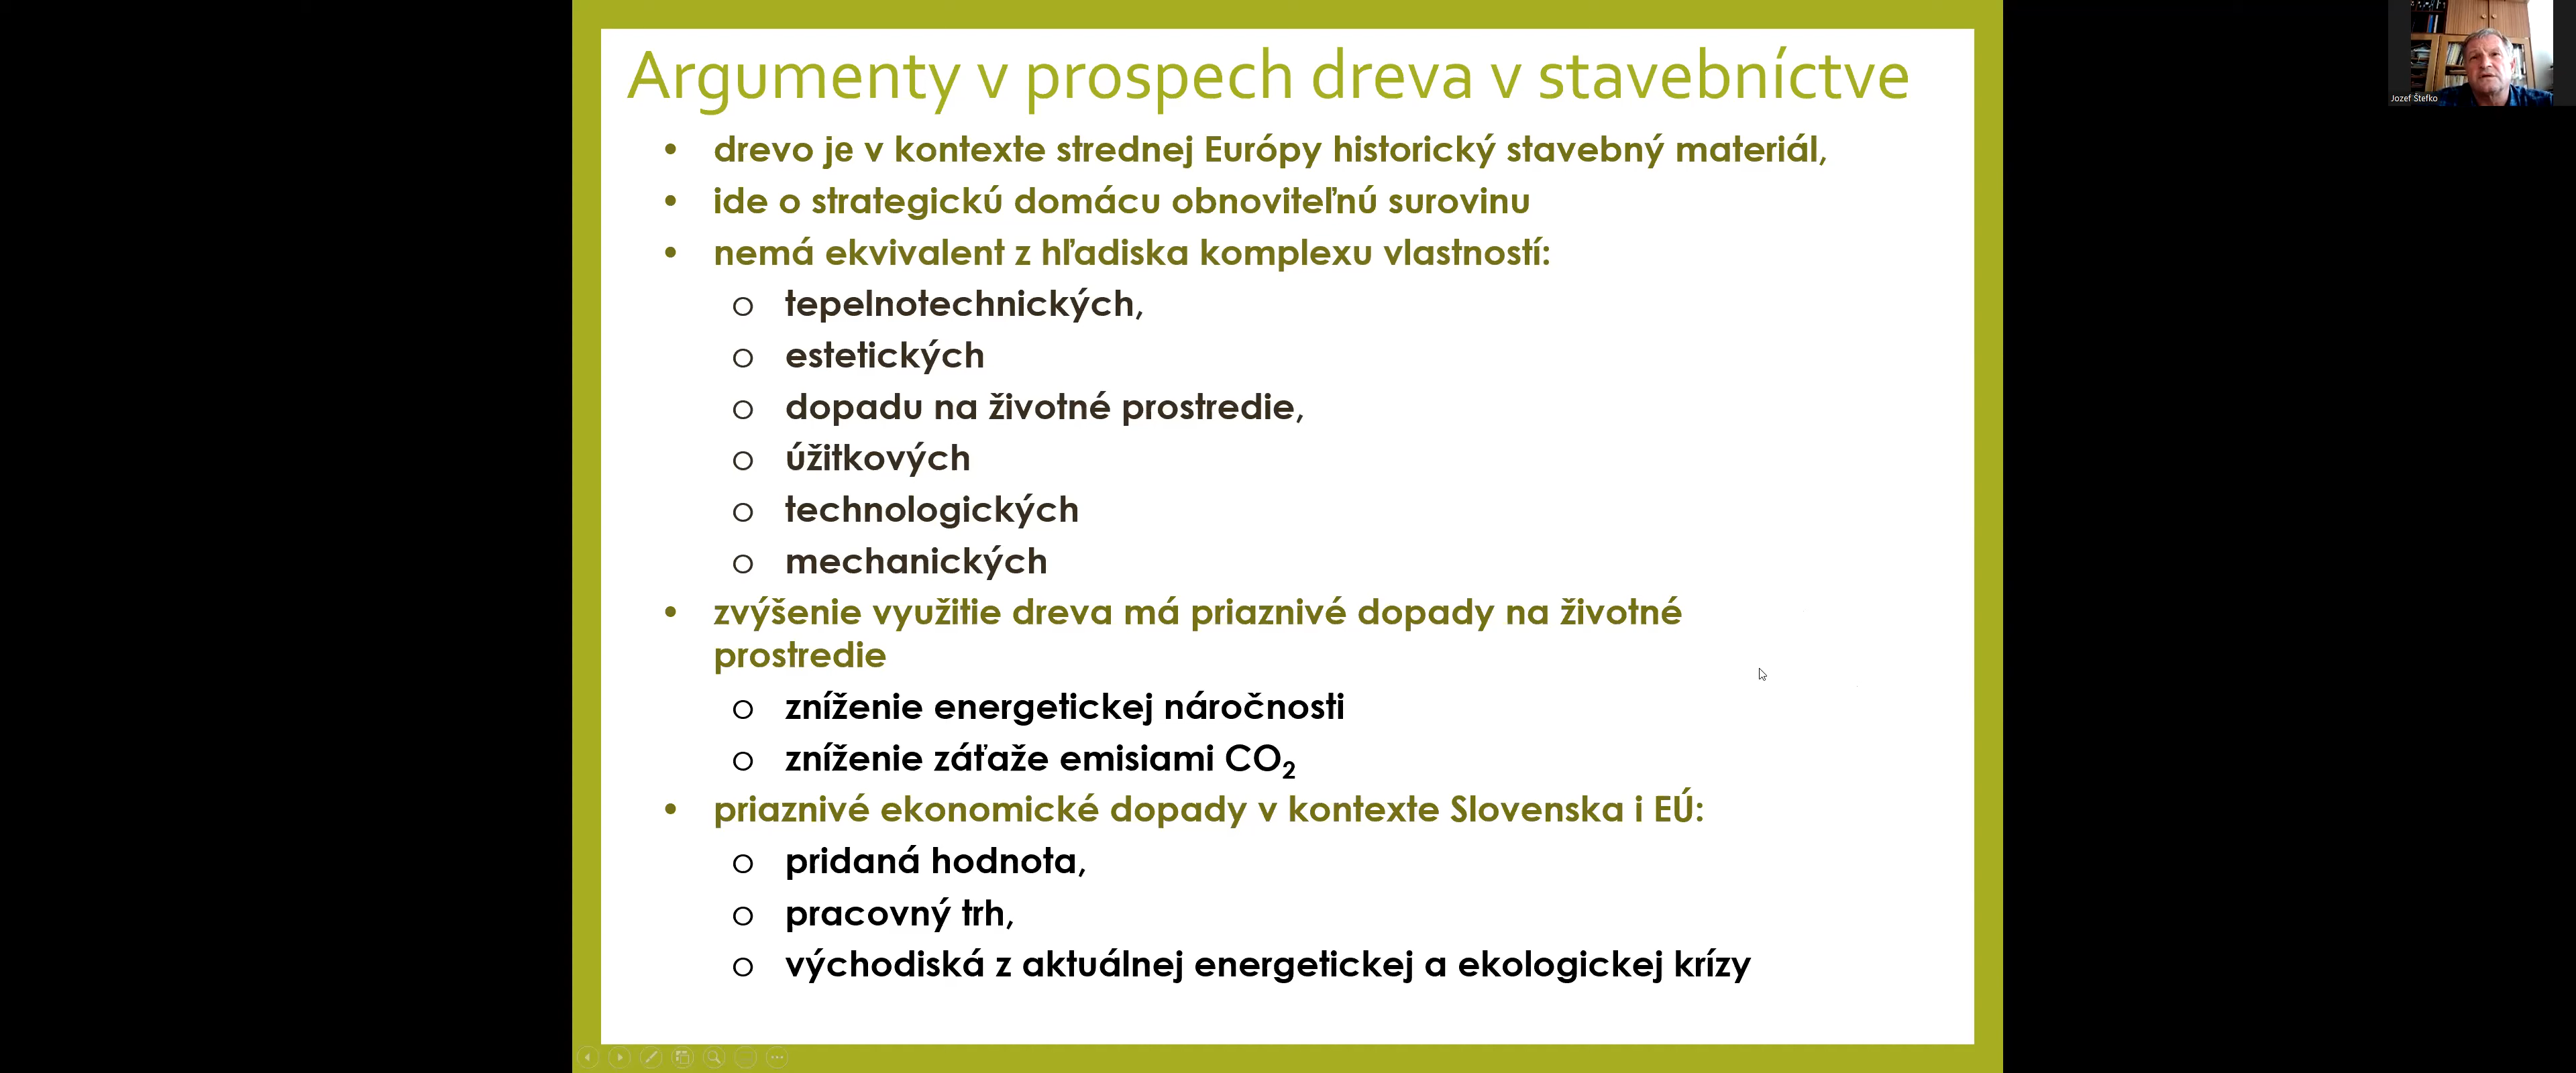 Argumenty v prospech dreva v stavebníctve
• drevo je v kontexte strednej Európy historický stavebný materiál,
• ide o strategickú domácu obnoviteľnú surovinu
• nemá ekvivalent z hľadiska komplexu vlastností:
o tepelnotechnických,
o estetických
o dopadu na životné prostredie,
o úžitkových
o technologických
o mechanických
• zvýšenie využitie dreva má priaznivé dopady na životné
prostredie
o zníženie energetickej náročnosti
o zníženie záťaže emisiami CO₂
• priaznivé ekonomické dopady v kontexte Slovenska i EÚ:
o pridaná hodnota,
o pracovný trh,
o východiská z aktuálnej energetickej a ekologickej krízy
Jozef Štefko